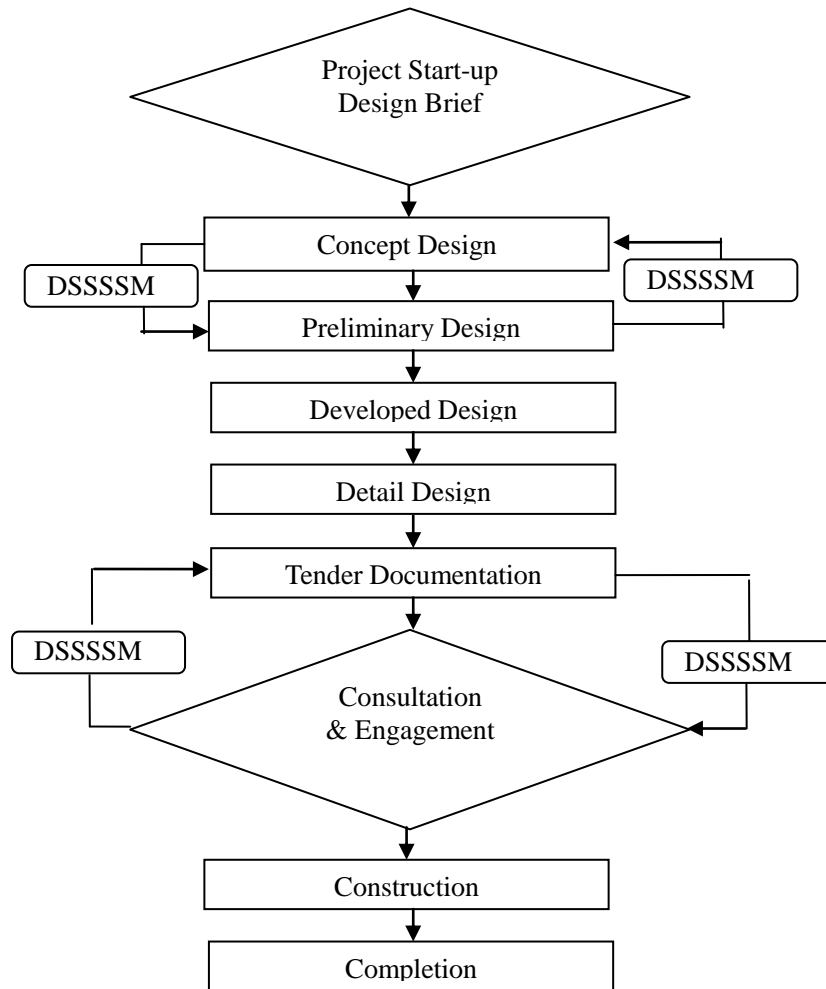 Project Start-up
Design Brief
Concept Design
DSSSSM
DSSSSM
Preliminary Design
Developed Design
Detail Design
Tender Documentation
DSSSSM
DSSSSM
Consultation
& Engagement
Construction
Completion